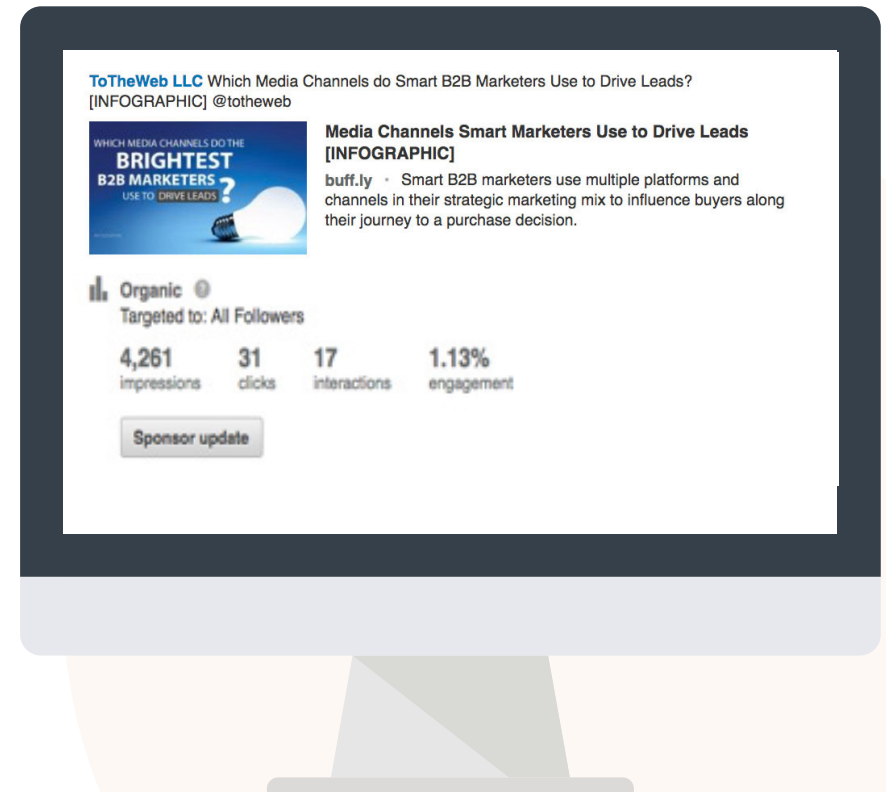 ToTheWeb LLC Which Media Channels do Smart B2B Marketers Use to Drive Leads?
[INFOGRAPHIC] @totheweb
WHICH MEDIA CHANNELS DO THE
BRIGHTEST
B2B MARKETERS
USE TO DRIVE LEADS ?
Media Channels Smart Marketers Use to Drive Leads
[INFOGRAPHIC]
buff.ly • Smart B2B marketers use multiple platforms and
channels in their strategic marketing mix to influence buyers along
their journey to a purchase decision.
Organic ?
Targeted to: All Followers
4,261 31 17 1.13%
impressions clicks interactions engagement
Sponsor update